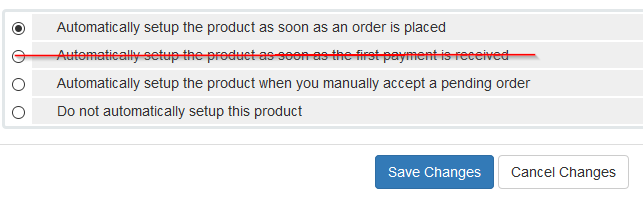 Automatically setup the product as soon as an order is placed
Automatically setup the product as soon as the first payment is received
Automatically setup the product when you manually accept a pending order
Do not automatically setup this product
Save Changes Cancel Changes